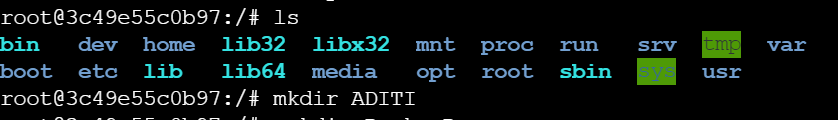 root@3c49e55c0b97:/# ls
bin dev home lib32 libx32 mnt proc run srv tmp var
boot etc lib lib64 media opt root sbin sys usr
root@3c49e55c0b97:/# mkdir ADITI